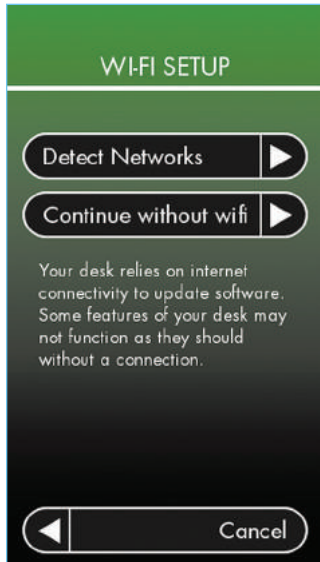 WI-FI SETUP
Detect Networks
Continue without wifi
Your desk relies on internet
connectivity to update software.
Some features of your desk may
not function as they should
without a connection.
Cancel